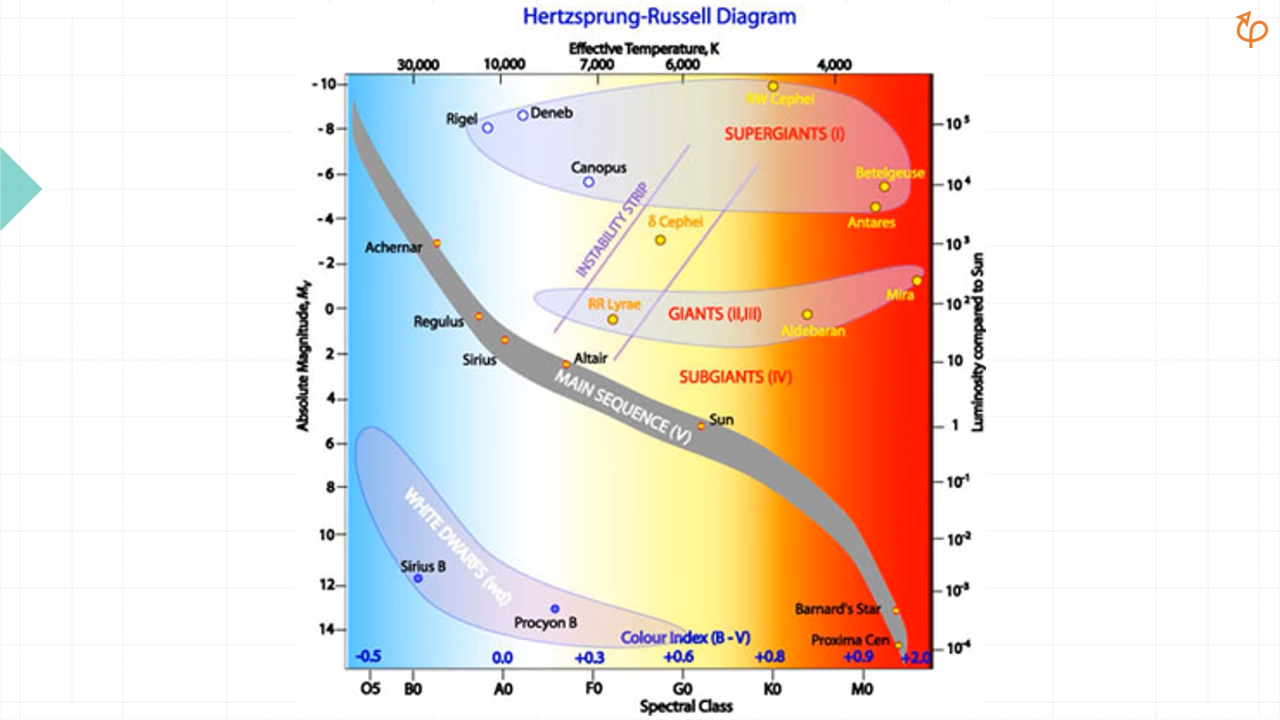 Hertzsprung-Russell Diagram
Effective Temperature, K
30,000 10,000 7,000 6,000 4,000
-10
-8
-6
-4
-2
0
2
4
6
8
10
12
14
Absolute Magnitude, Mv
10⁵
10⁴
10³
10²
10
1
10⁻¹
10⁻²
10⁻³
10⁻⁴
Luminosity compared to Sun
RW Cephei
Rigel
Deneb
SUPERGIANTS (I)
Canopus
Betelgeuse
Antares
INSTABILITY STRIP
δ Cephei
Achernar
Mira
RR Lyrae
GIANTS (II,III)
Aldebaran
Regulus
Sirius
Altair
SUBGIANTS (IV)
MAIN SEQUENCE (V)
Sun
WHITE DWARFS (wd)
Sirius B
Procyon B
Barnard's Star
Proxima Cen
Colour Index (B - V)
-0.5 0.0 +0.3 +0.6 +0.8 +0.9 +2.0
O5 B0 A0 F0 G0 K0 M0
Spectral Class